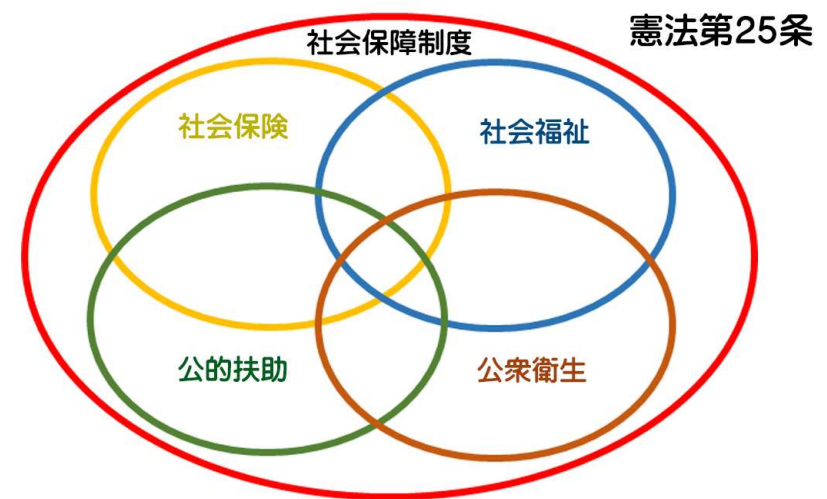 憲法第25条
社会保障制度
社会保険
社会福祉
公的扶助
公衆衛生